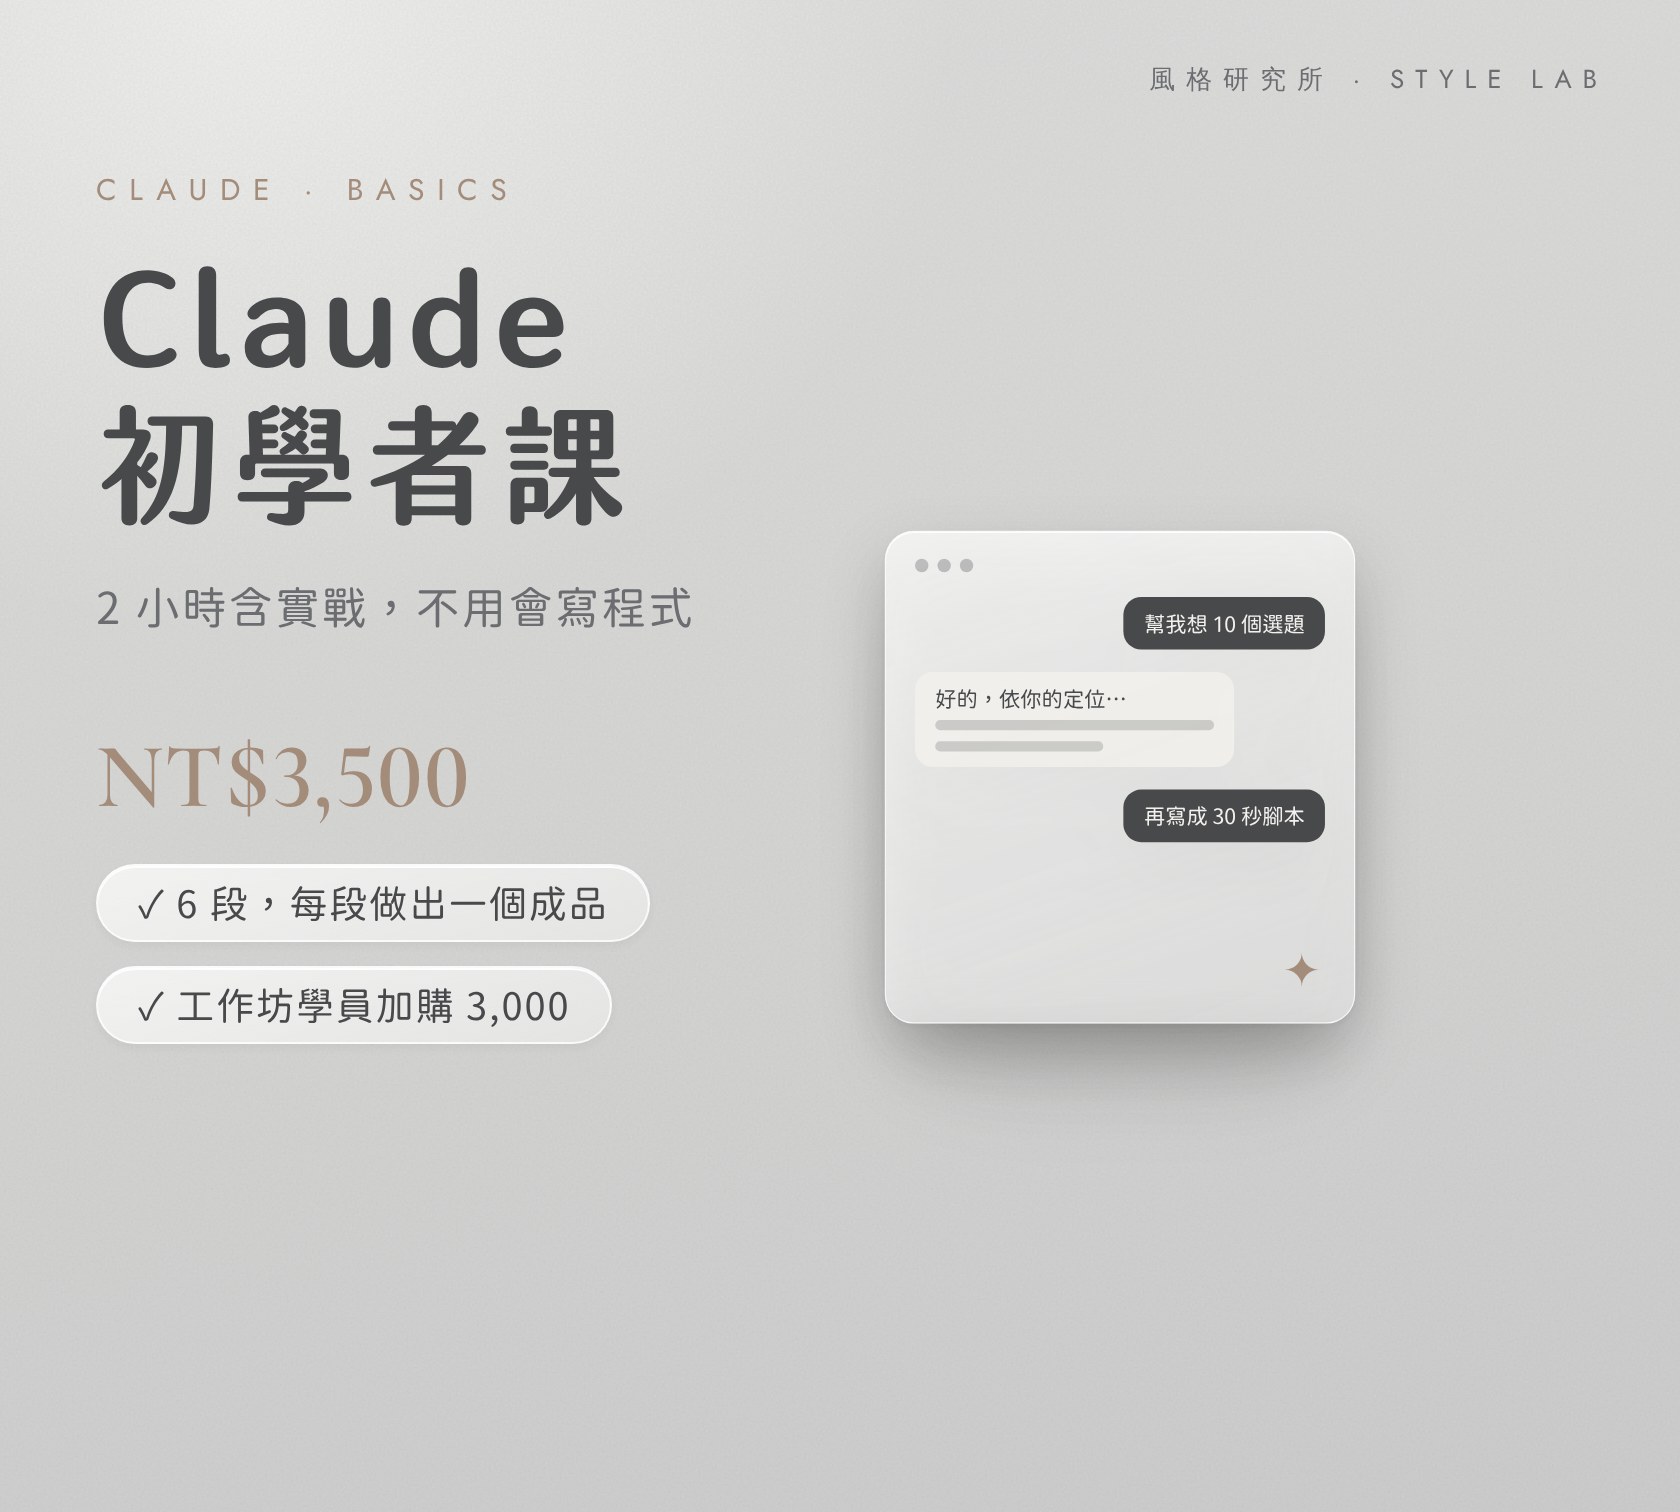 風格研究所 · STYLE LAB
CLAUDE · BASICS
Claude
初學者課
2 小時含實戰，不用會寫程式
NT$3,500
✓ 6 段，每段做出一個成品
✓ 工作坊學員加購 3,000
幫我想 10 個選題
好的，依你的定位⋯
再寫成 30 秒腳本